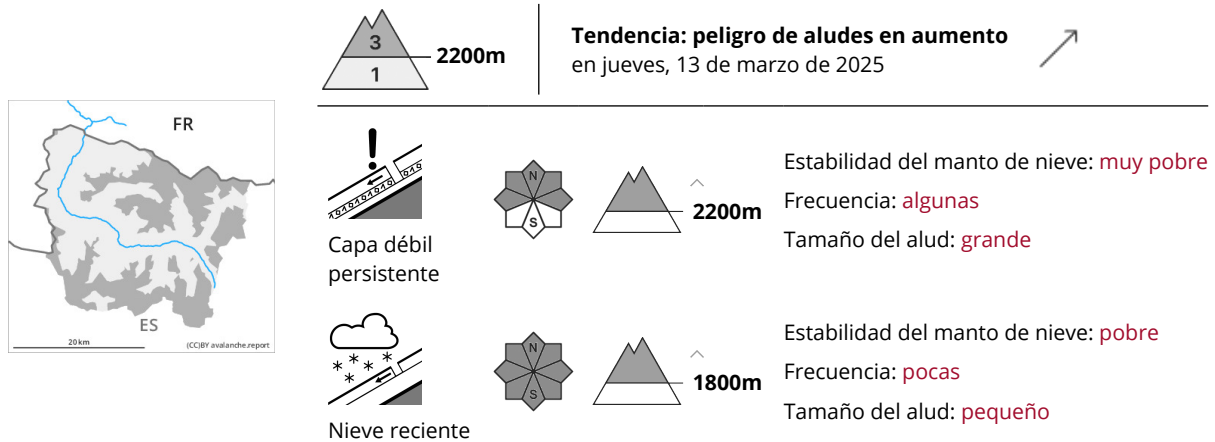 3
2200m
1
Tendencia: peligro de aludes en aumento
en jueves, 13 de marzo de 2025
FR
ES
20 km
(CC)BY avalanche.report
N
S
2200m
Capa débil
persistente
Estabilidad del manto de nieve: muy pobre
Frecuencia: algunas
Tamaño del alud: grande
N
S
1800m
Nieve reciente
Estabilidad del manto de nieve: pobre
Frecuencia: pocas
Tamaño del alud: pequeño